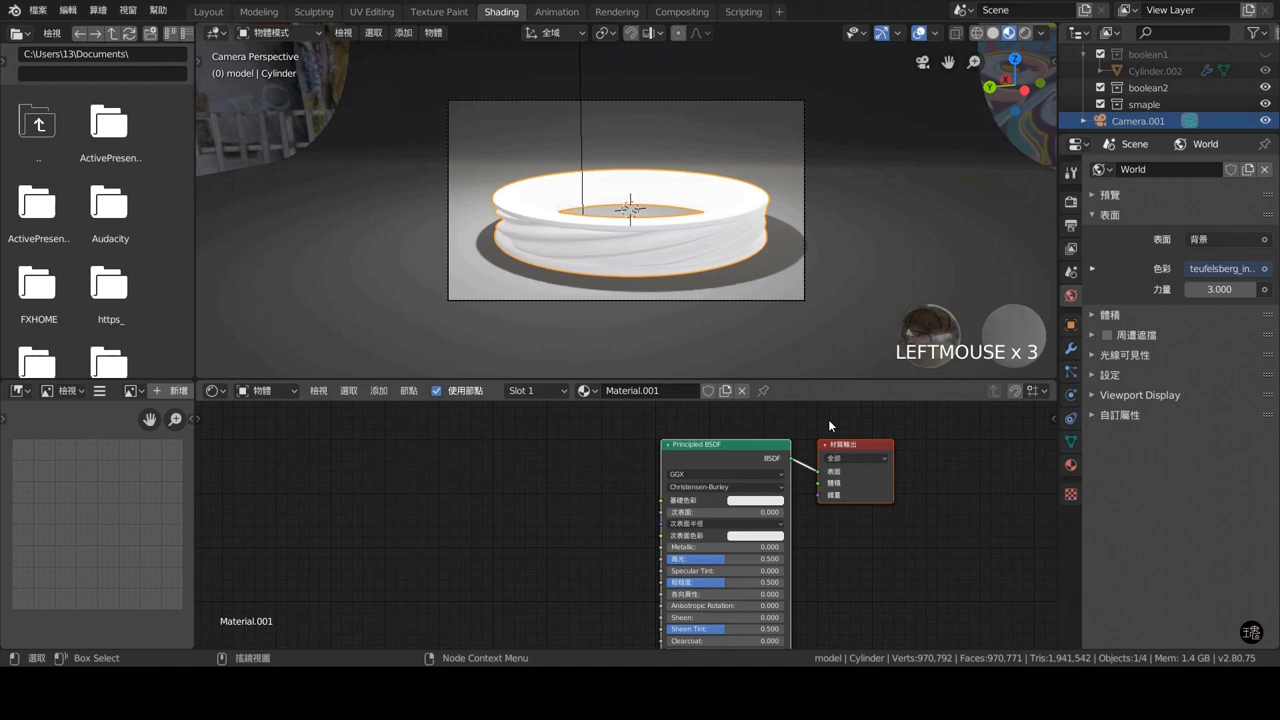 檔案 編輯 算繪 視窗 幫助 Layout Modeling Sculpting UV Editing Texture Paint Shading Animation Rendering Compositing Scripting + Scene View Layer
檢視 物體模式 檢視 選取 添加 物體 全域
C:\Users\13\Documents\
Camera Perspective
(0) model | Cylinder
boolean1
Cylinder.002
boolean2
smaple
Camera.001
Scene World
World
預覽
表面
表面 背景
色彩 teufelsberg_in..
力量 3.000
體積
周遭遮擋
光線可見性
設定
Viewport Display
自訂屬性
.. ActivePresen..
ActivePresen.. Audacity
FXHOME https_
LEFTMOUSE x 3
檢視 新增 物體 檢視 選取 添加 節點 使用節點 Slot 1 Material.001
Principled BSDF
BSDF
GGX
Christensen-Burley
基礎色彩
次表面: 0.000
次表面半徑
次表面色彩
Metallic: 0.000
高光: 0.500
Specular Tint: 0.000
粗糙度: 0.500
各向異性: 0.000
Anisotropic Rotation: 0.000
Sheen: 0.000
Sheen Tint: 0.500
Clearcoat: 0.000
材質輸出
全部
表面
體積
Material.001
瑰
選取 Box Select 搖鏡視圖 Node Context Menu model | Cylinder | Verts:970,792 | Faces:970,771 | Tris:1,941,542 | Objects:1/4 | Mem: 1.4 GB | v2.80.75